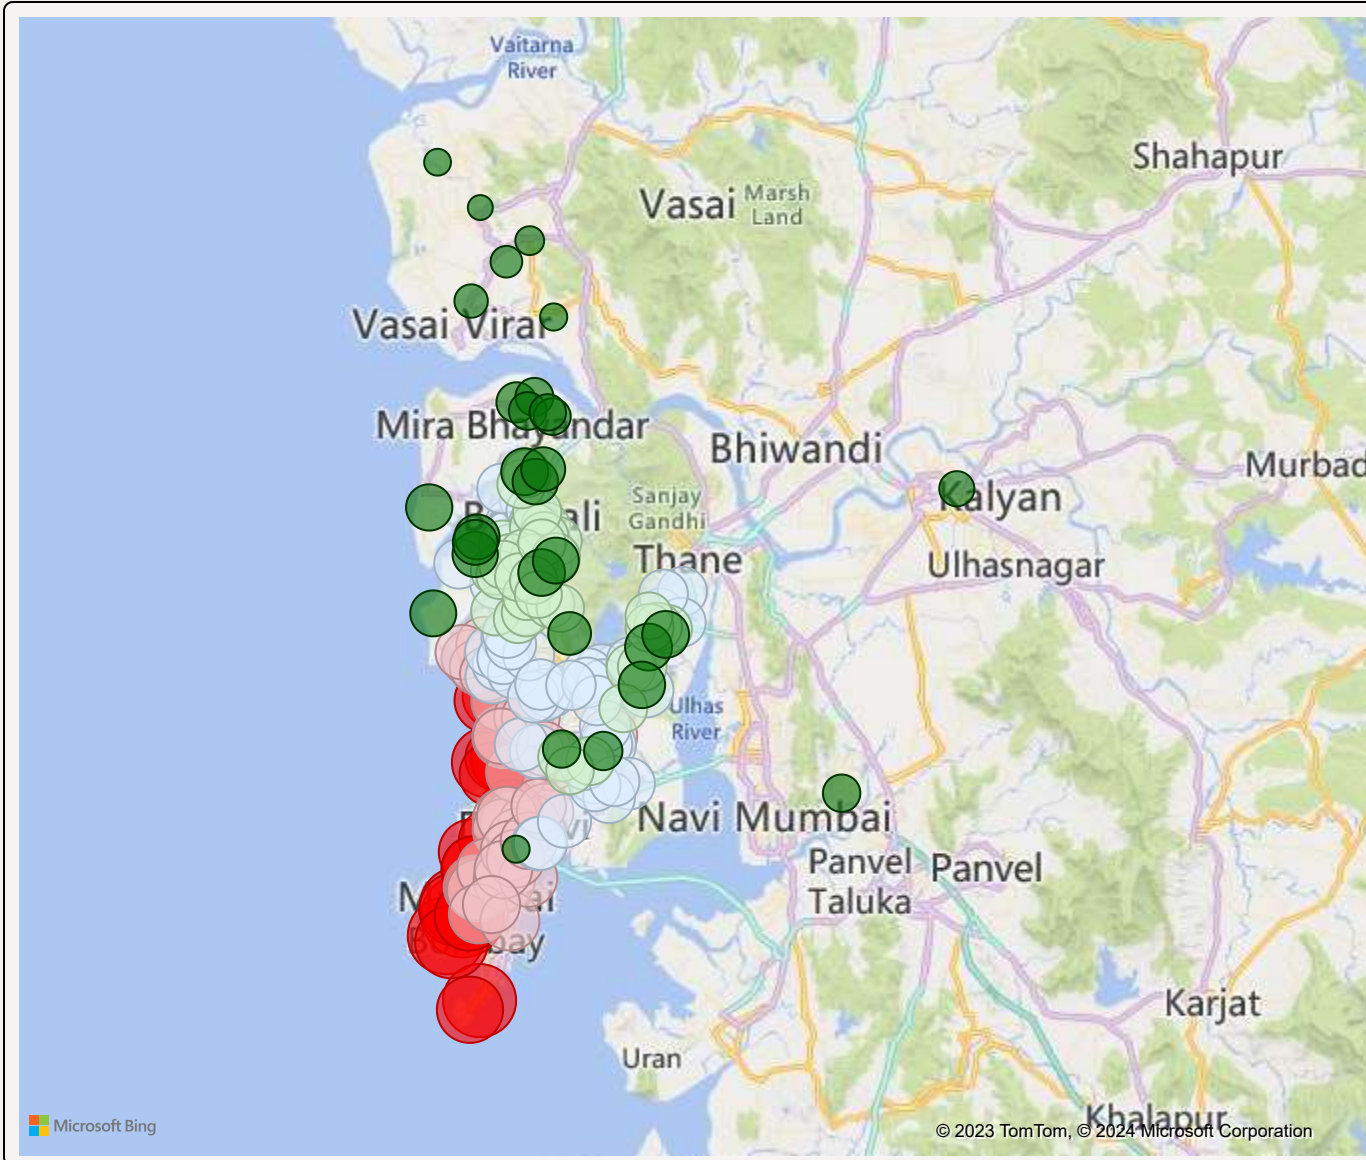 Vaitarna
River
Shahapur
Vasai
Marsh
Land
Vasai Virar
Mira Bhayandar
Bhiwandi
Murbad
Sanjay
Gandhi
Kalyan
Thane
Ulhasnagar
Ulhas
River
Navi Mumbai
Panvel
Taluka
Panvel
Karjat
Uran
Khalapur
Microsoft Bing
© 2023 TomTom, © 2024 Microsoft Corporation